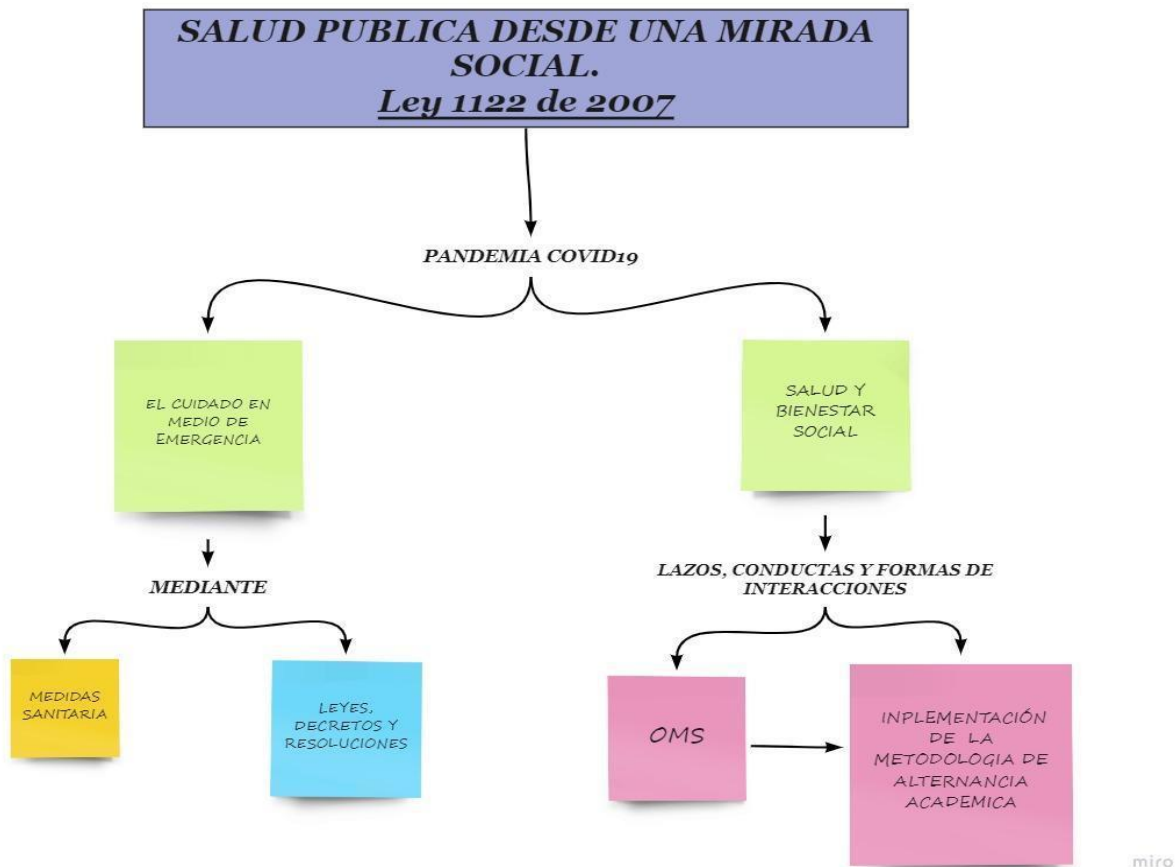 SALUD PUBLICA DESDE UNA MIRADA
SOCIAL.
Ley 1122 de 2007
PANDEMIA COVID19
EL CUIDADO EN
MEDIO DE
EMERGENCIA
SALUD Y
BIENESTAR
SOCIAL
MEDIANTE
LAZOS, CONDUCTAS Y FORMAS DE
INTERACCIONES
MEDIDAS
SANITARIA
LEYES,
DECRETOS Y
RESOLUCIONES
OMS
INPLEMENTACIÓN
DE LA
METODOLOGIA DE
ALTERNANCIA
ACADEMICA
miro